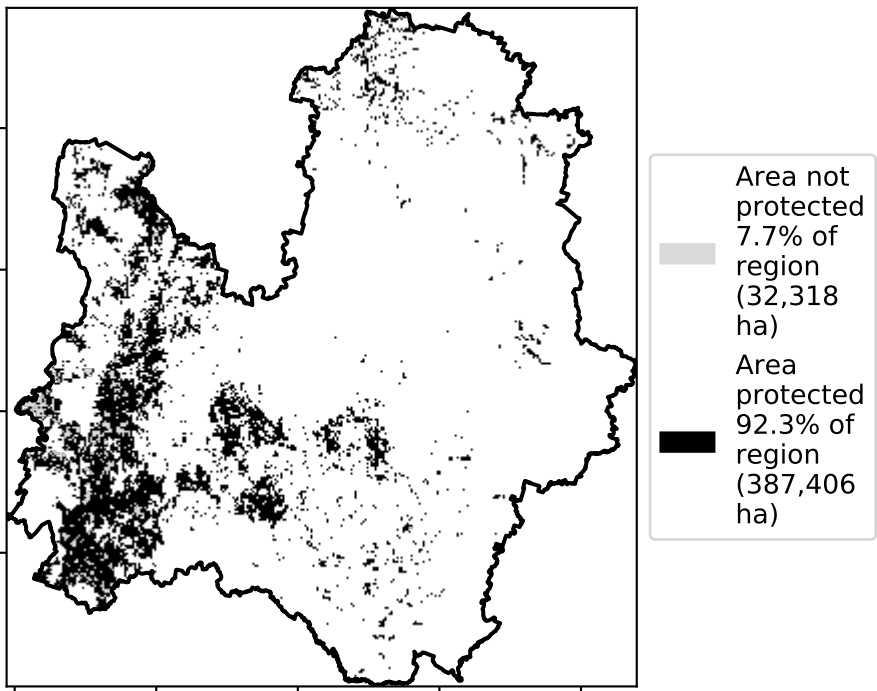 Area not
protected
7.7% of
region
(32,318
ha)
Area
protected
92.3% of
region
(387,406
ha)